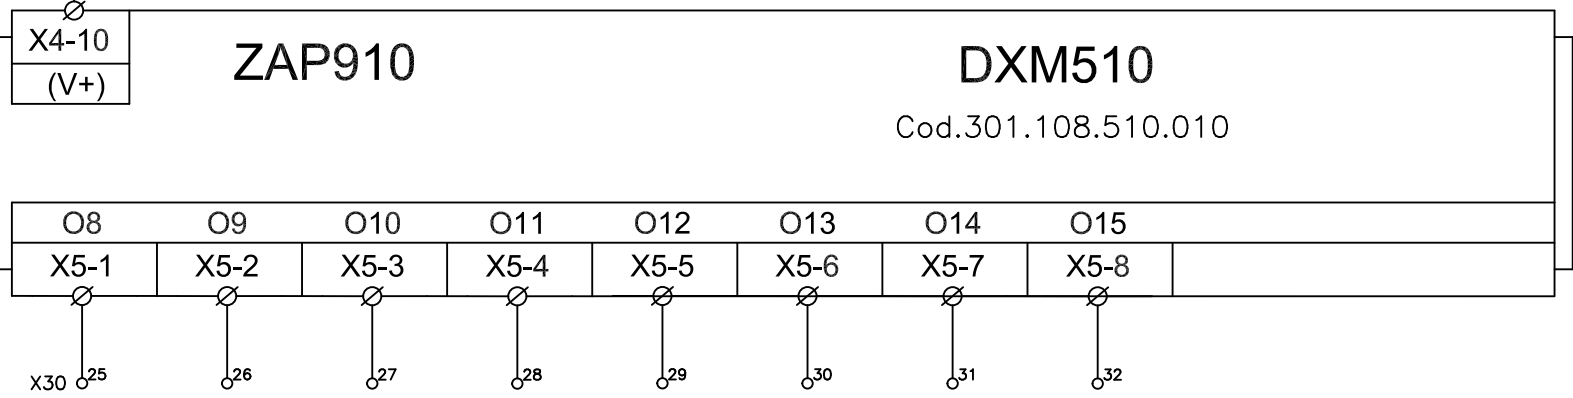 X4-10
(V+)
ZAP910
DXM510
Cod.301.108.510.010
O8 O9 O10 O11 O12 O13 O14 O15
X5-1 X5-2 X5-3 X5-4 X5-5 X5-6 X5-7 X5-8
X30 25 26 27 28 29 30 31 32